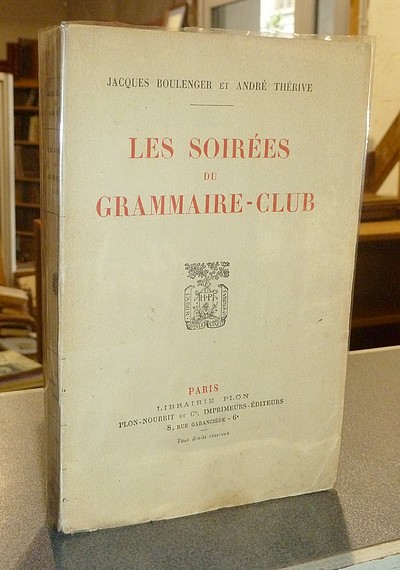 JACQUES BOULENGER ET ANDRÉ THÉRIVE
LES SOIRÉES
DU
GRAMMAIRE-CLUB
PARIS
LIBRAIRIE PLON
PLON-NOURRIT ET Cie, IMPRIMEURS-ÉDITEURS
8, RUE GARANCIÈRE - 6e
Tous droits réservés